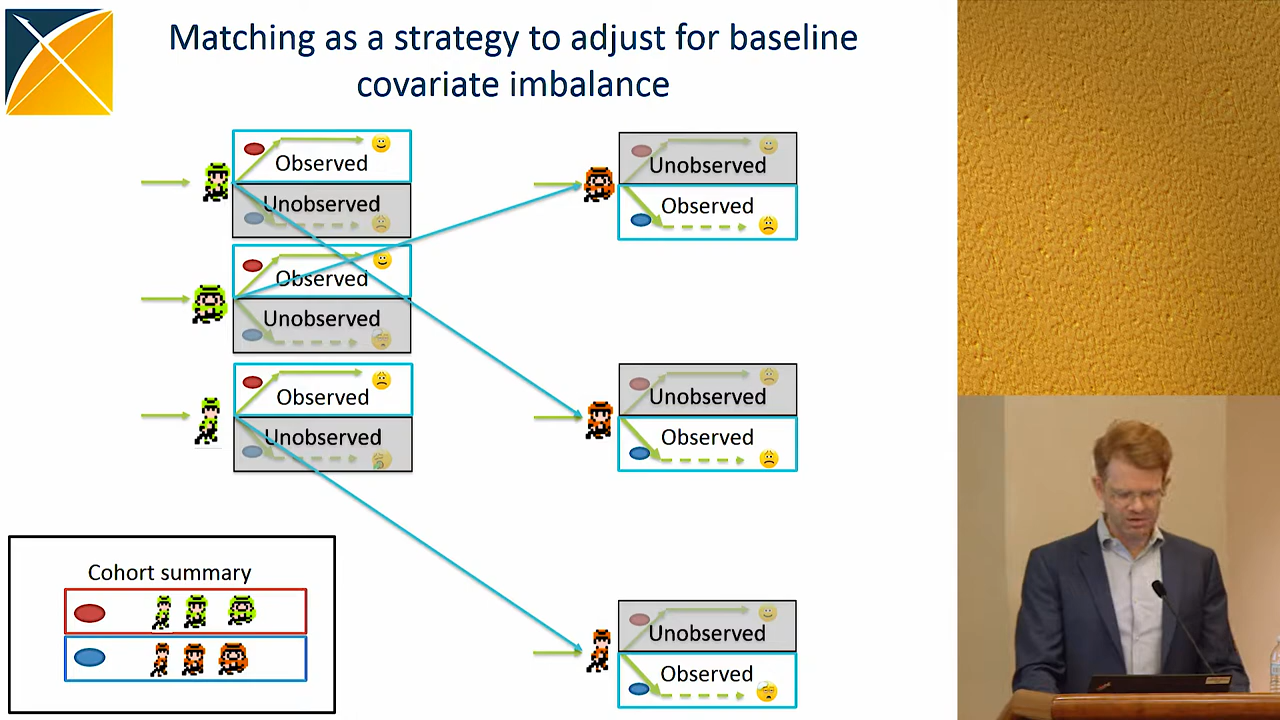 Matching as a strategy to adjust for baseline
covariate imbalance
Observed
Unobserved
Observed
Unobserved
Observed
Unobserved
Unobserved
Observed
Unobserved
Observed
Unobserved
Observed
Cohort summary